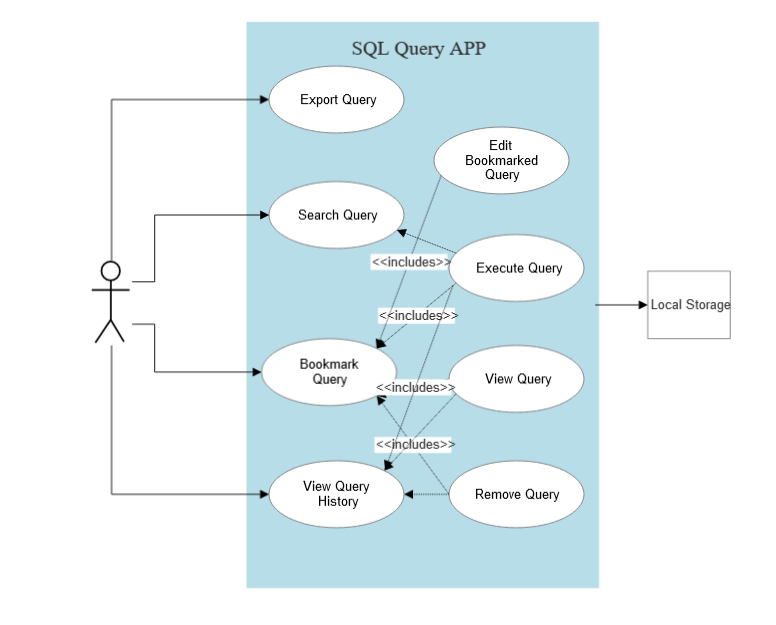 SQL Query APP
Export Query
Edit
Bookmarked
Query
Search Query
<<includes>>
Execute Query
<<includes>>
Local Storage
Bookmark
Query
<<includes>>
View Query
<<includes>>
View Query
History
Remove Query